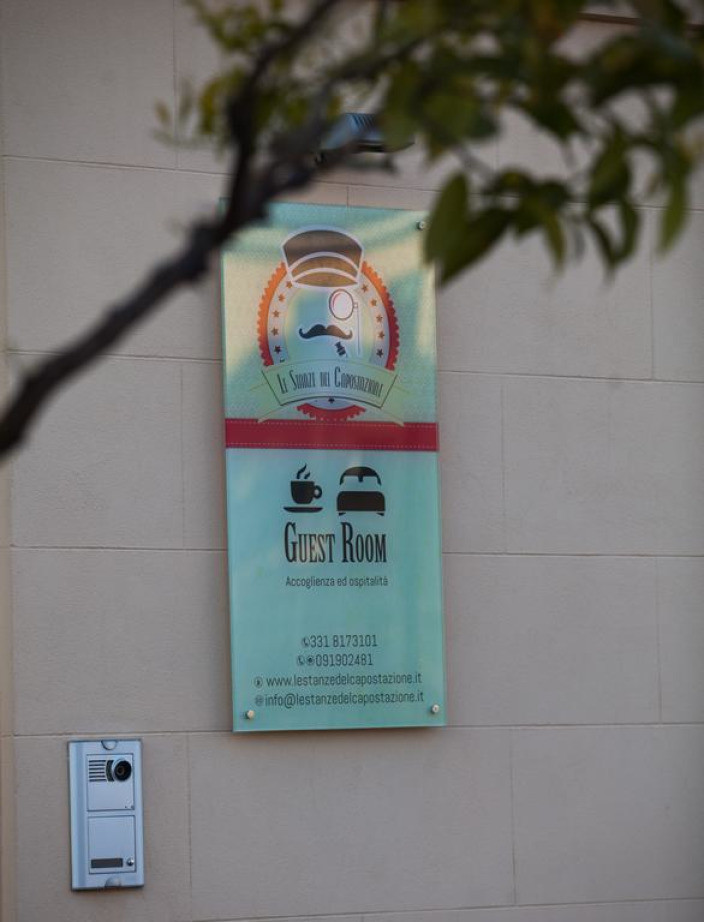 Le Stanze del Capostazione
Guest Room
Accoglienza ed ospitalità
331 8173101
091902481
www.lestanzedelcapostazione.it
info@lestanzedelcapostazione.it